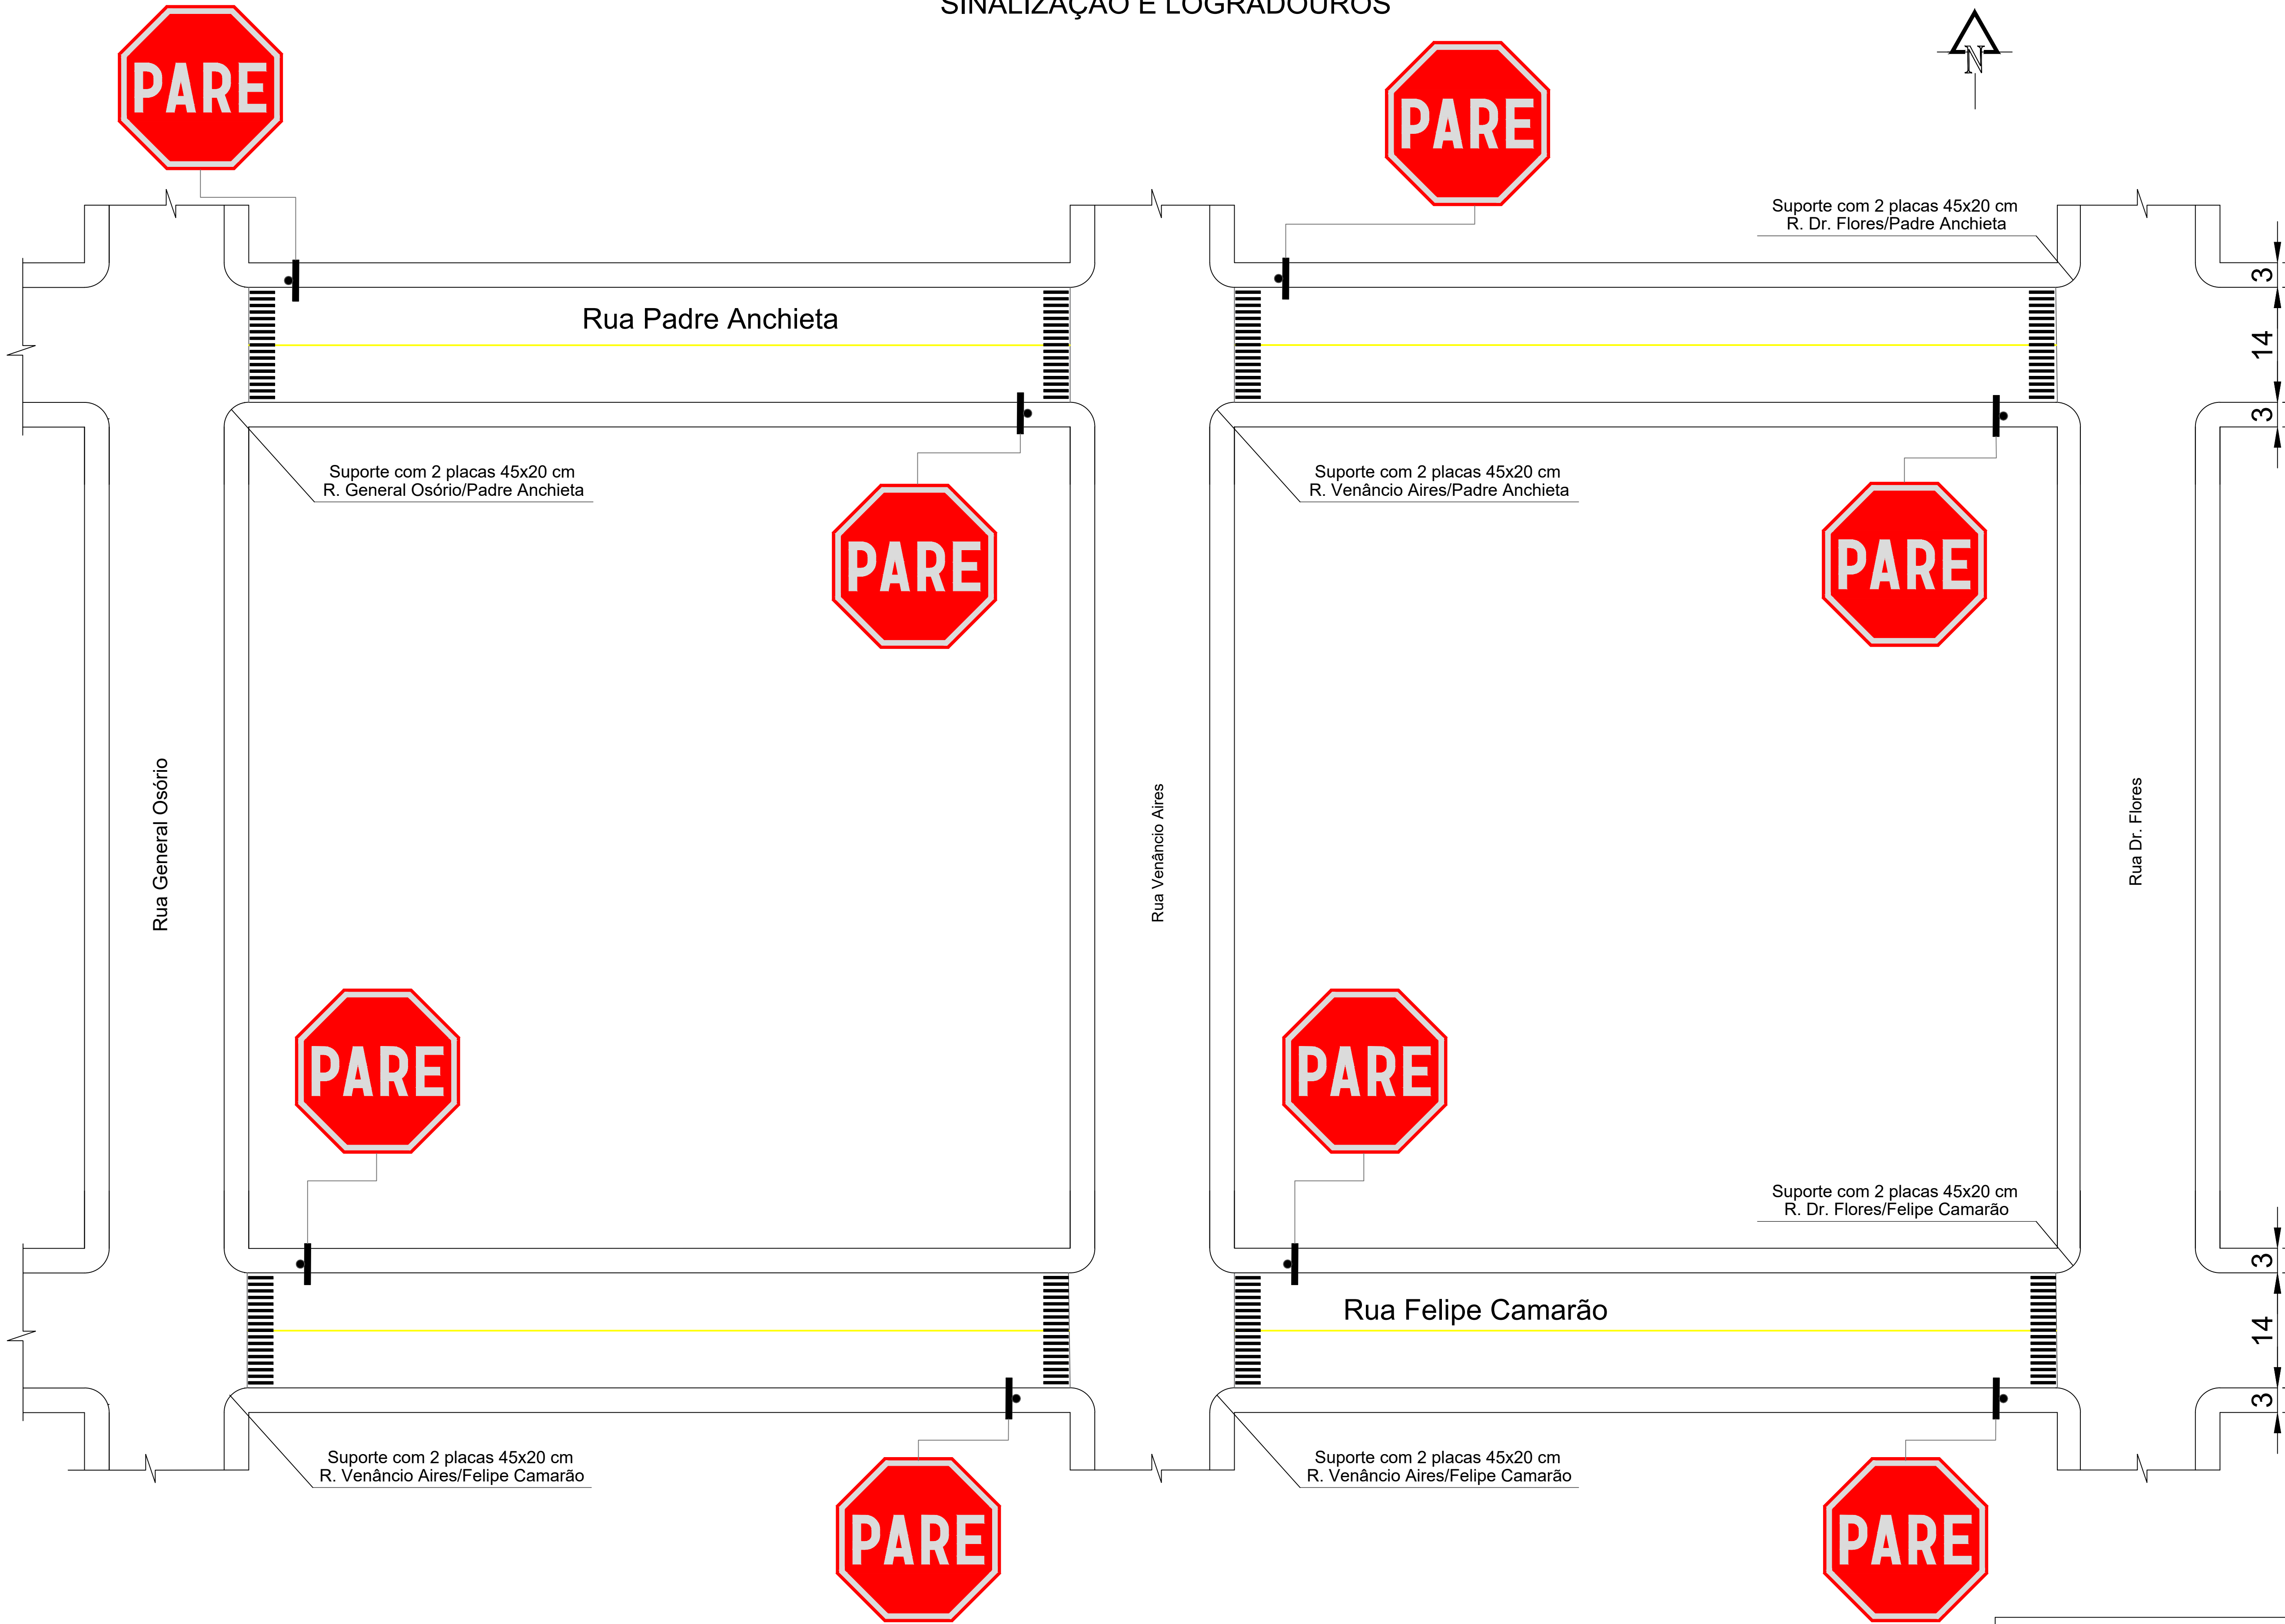 SINALIZAÇÃO E LOGRADOUROS
PARE
PARE
N
Suporte com 2 placas 45x20 cm
R. Dr. Flores/Padre Anchieta
3
14
3
Rua Padre Anchieta
Suporte com 2 placas 45x20 cm
R. General Osório/Padre Anchieta
Suporte com 2 placas 45x20 cm
R. Venâncio Aires/Padre Anchieta
PARE
PARE
Rua General Osório
Rua Venâncio Aires
Rua Dr. Flores
PARE
PARE
Suporte com 2 placas 45x20 cm
R. Dr. Flores/Felipe Camarão
3
14
3
Rua Felipe Camarão
Suporte com 2 placas 45x20 cm
R. Venâncio Aires/Felipe Camarão
Suporte com 2 placas 45x20 cm
R. Venâncio Aires/Felipe Camarão
PARE
PARE